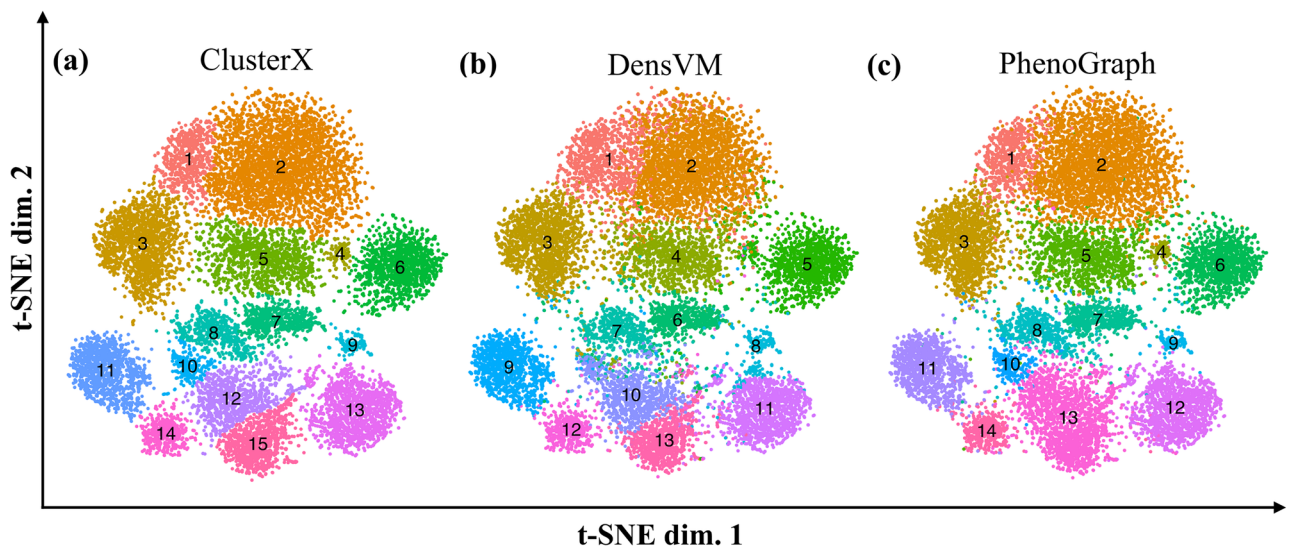 (a) ClusterX (b) DensVM (c) PhenoGraph
t-SNE dim. 2
1 2 3 4 5 6 7 8 9 10 11 12 13 14 15
1 2 3 4 5 6 7 8 9 10 11 12 13
1 2 3 4 5 6 7 8 9 10 11 12 13 14
t-SNE dim. 1